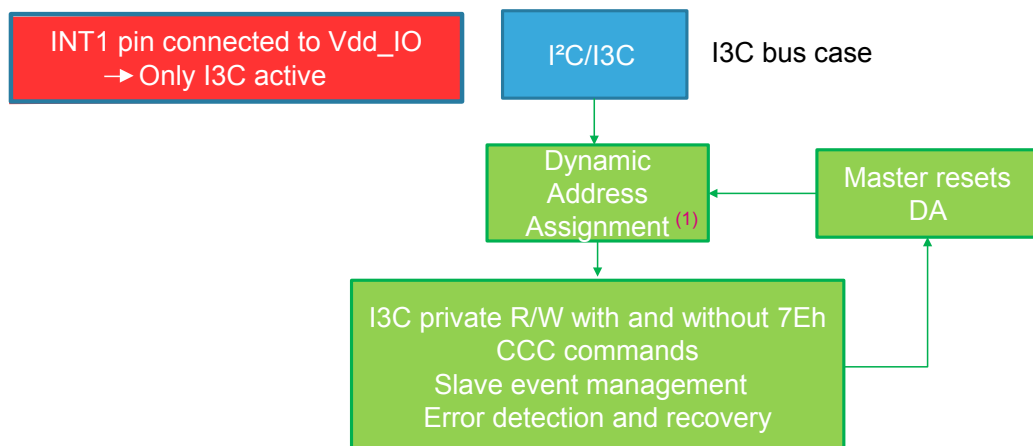 INT1 pin connected to Vdd_IO
→ Only I3C active
I²C/I3C
I3C bus case
Dynamic
Address
Assignment (1)
Master resets
DA
I3C private R/W with and without 7Eh
CCC commands
Slave event management
Error detection and recovery